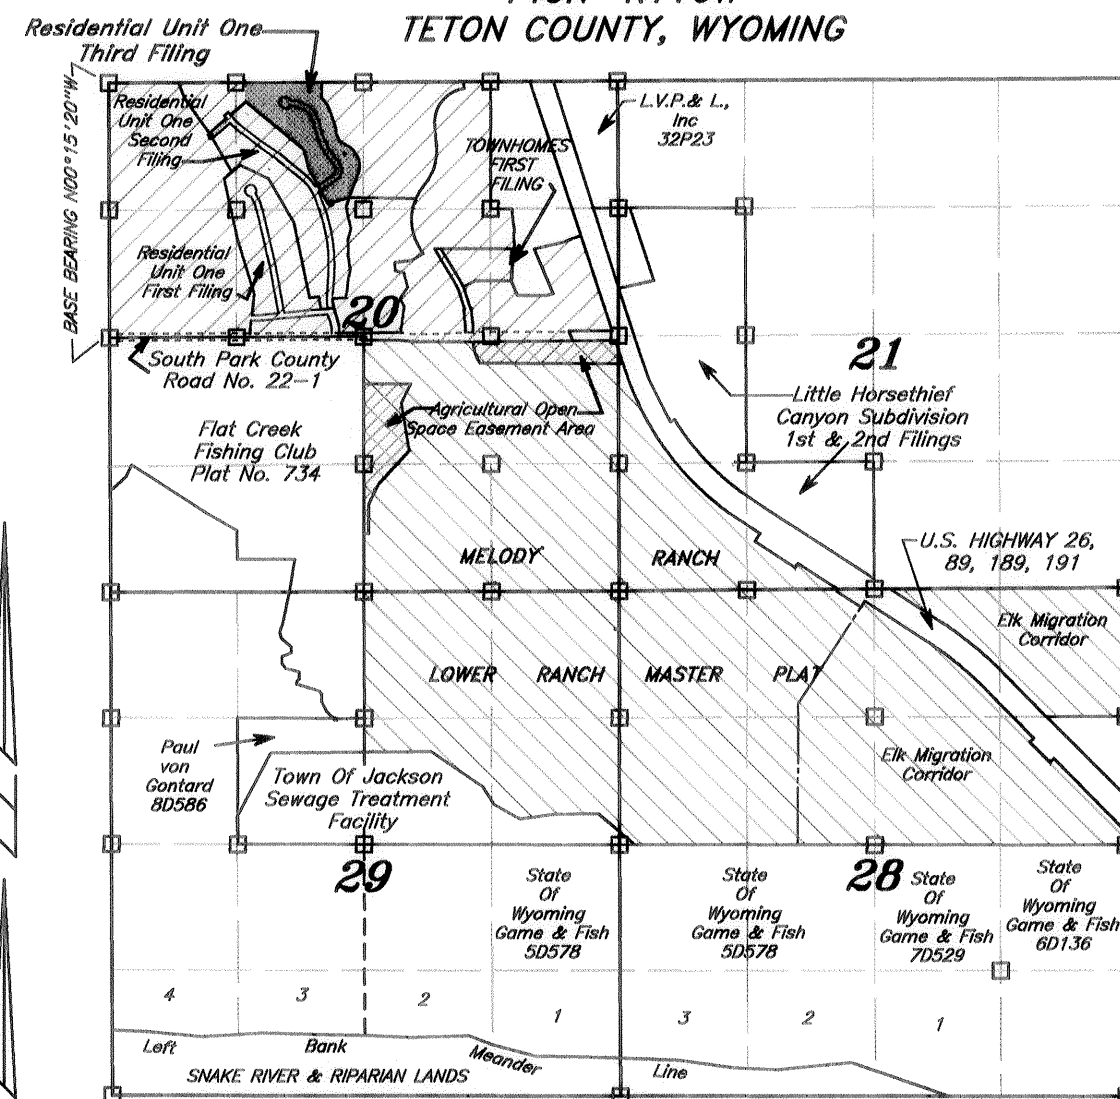 TETON COUNTY, WYOMING
Residential Unit One
Third Filing
BASE BEARING N00°15'20"W
Residential
Unit One
Second
Filing
TOWNHOMES
FIRST
FILING
L.V.P.& L.,
Inc
32P23
Residential
Unit One
First Filing
20
21
South Park County
Road No. 22-1
Little Horsethief
Canyon Subdivision
1st & 2nd Filings
Agricultural Open
Space Easement Area
Flat Creek
Fishing Club
Plat No. 734
MELODY RANCH
U.S. HIGHWAY 26,
89, 189, 191
Elk Migration
Corridor
LOWER RANCH MASTER PLAT
Paul
von
Gontard
8D586
Town Of Jackson
Sewage Treatment
Facility
Elk Migration
Corridor
29
28
State
Of
Wyoming
Game & Fish
5D578
State
Of
Wyoming
Game & Fish
5D578
State
Of
Wyoming
Game & Fish
7D529
State
Of
Wyoming
Game & Fish
6D136
4 3 2 1 3 2 1
Left Bank Meander Line
SNAKE RIVER & RIPARIAN LANDS